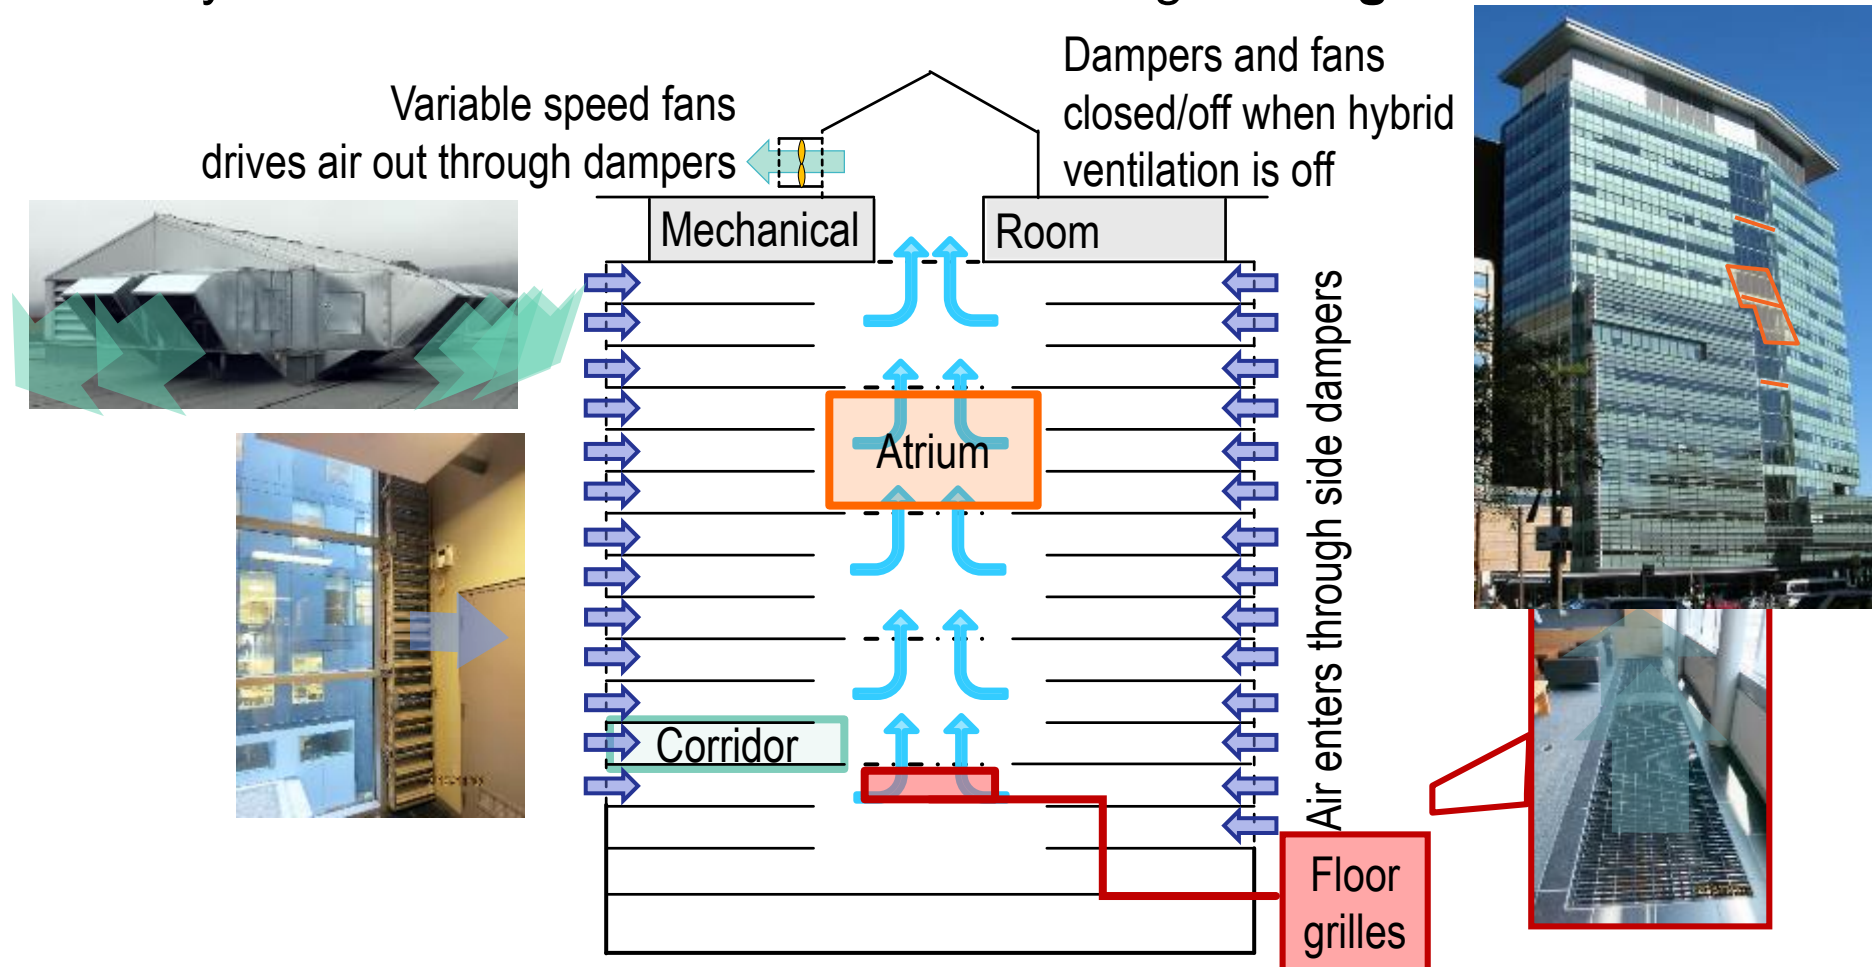 Variable speed fans
drives air out through dampers
Dampers and fans
closed/off when hybrid
ventilation is off
Mechanical
Room
Atrium
Corridor
Air enters through side dampers
Floor
grilles